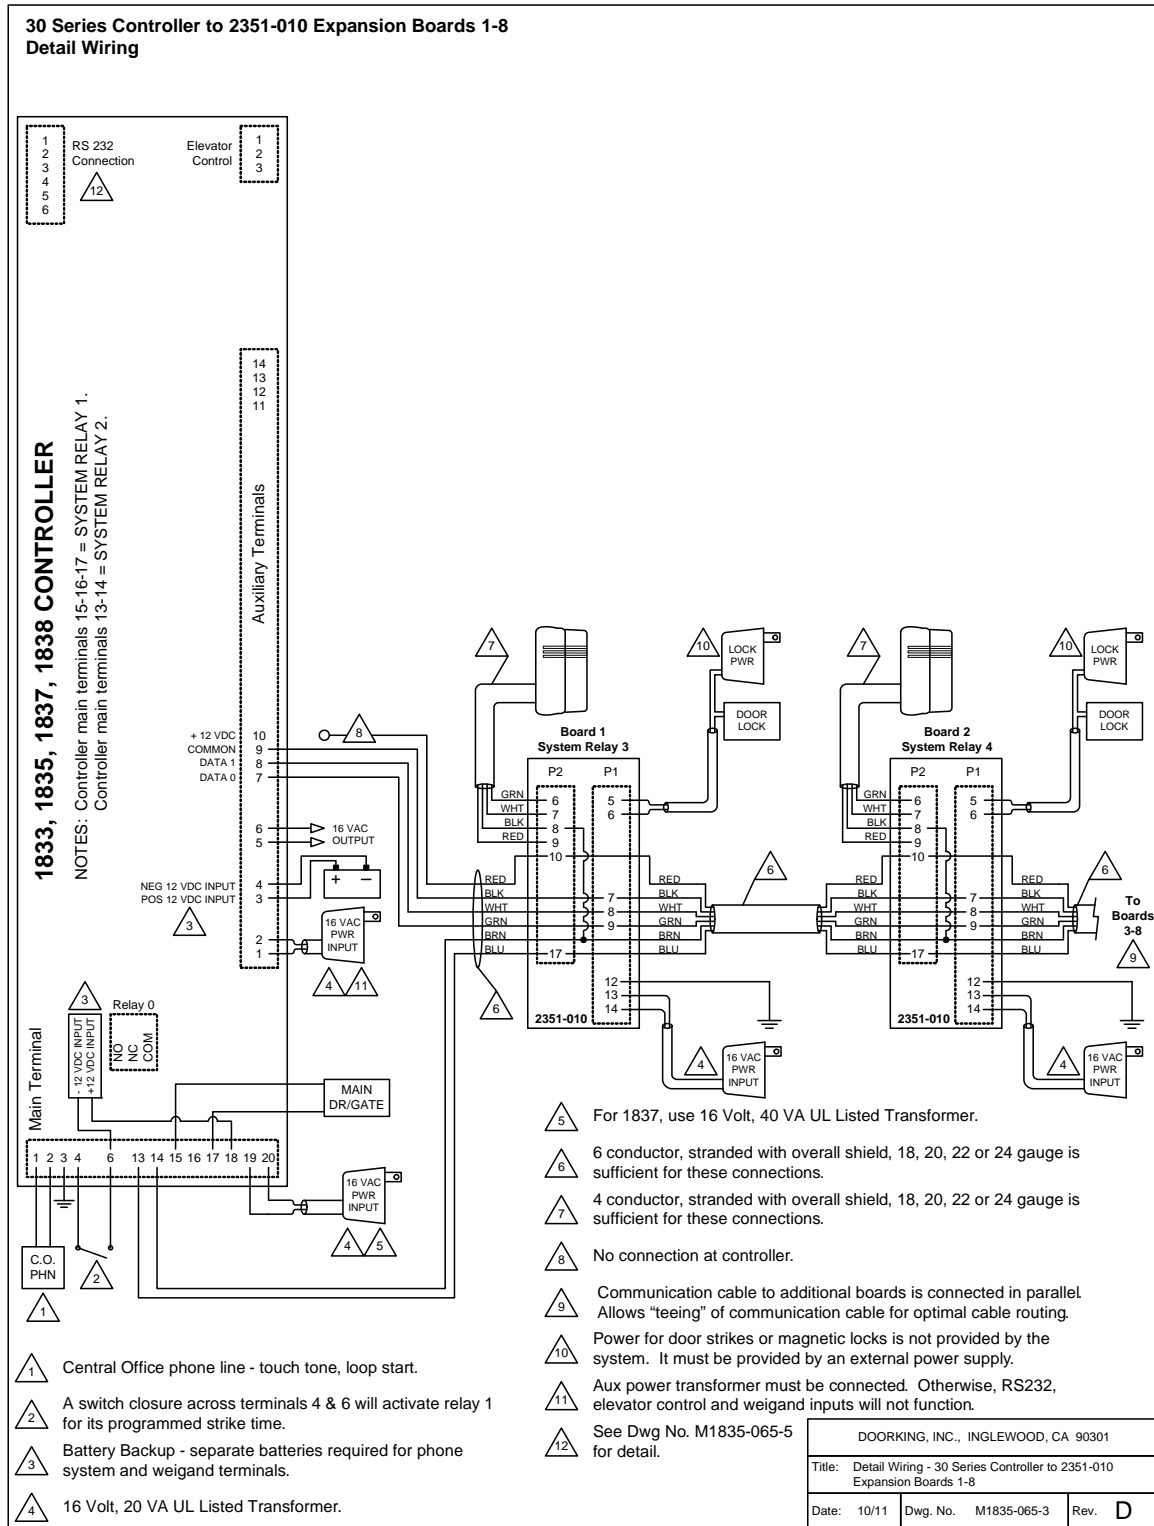 30 Series Controller to 2351-010 Expansion Boards 1-8
Detail Wiring
1
2
3
4
5
6
RS 232
Connection
12
Elevator
Control
1
2
3
1833, 1835, 1837, 1838 CONTROLLER
NOTES: Controller main terminals 15-16-17 = SYSTEM RELAY 1.
Controller main terminals 13-14 = SYSTEM RELAY 2.
Auxiliary Terminals
14
13
12
11
+ 12 VDC 10
COMMON 9
DATA 1 8
DATA 0 7
8
6 16 VAC
5 OUTPUT
NEG 12 VDC INPUT 4
POS 12 VDC INPUT 3
3
+ −
2
1
16 VAC
PWR
INPUT
4 11
3
- 12 VDC INPUT
+12 VDC INPUT
Relay 0
NO
NC
COM
Main Terminal
MAIN
DR/GATE
1 2 3 4 6 13 14 15 16 17 18 19 20
16 VAC
PWR
INPUT
4 5
C.O.
PHN
1
2
7
10
LOCK
PWR
DOOR
LOCK
Board 1
System Relay 3
P2 P1
GRN 6
WHT 7
BLK 8
RED 9
10
5
6
RED RED
BLK 7 BLK
WHT 8 WHT
GRN 9 GRN
BRN BRN
BLU 17 BLU
6
12
13
14
2351-010
16 VAC
PWR
INPUT
4
6
7
10
LOCK
PWR
DOOR
LOCK
Board 2
System Relay 4
P2 P1
GRN 6
WHT 7
BLK 8
RED 9
10
5
6
RED RED
BLK 7 BLK
WHT 8 WHT
GRN 9 GRN
BRN BRN
BLU 17 BLU
6
To
Boards
3-8
9
12
13
14
2351-010
16 VAC
PWR
INPUT
4
1 Central Office phone line - touch tone, loop start.
2 A switch closure across terminals 4 & 6 will activate relay 1
for its programmed strike time.
3 Battery Backup - separate batteries required for phone
system and weigand terminals.
4 16 Volt, 20 VA UL Listed Transformer.
5 For 1837, use 16 Volt, 40 VA UL Listed Transformer.
6 6 conductor, stranded with overall shield, 18, 20, 22 or 24 gauge is
sufficient for these connections.
7 4 conductor, stranded with overall shield, 18, 20, 22 or 24 gauge is
sufficient for these connections.
8 No connection at controller.
9 Communication cable to additional boards is connected in parallel.
Allows “teeing” of communication cable for optimal cable routing.
10 Power for door strikes or magnetic locks is not provided by the
system. It must be provided by an external power supply.
11 Aux power transformer must be connected. Otherwise, RS232,
elevator control and weigand inputs will not function.
12 See Dwg No. M1835-065-5
for detail.
DOORKING, INC., INGLEWOOD, CA 90301
Title: Detail Wiring - 30 Series Controller to 2351-010
Expansion Boards 1-8
Date: 10/11 Dwg. No. M1835-065-3 Rev. D